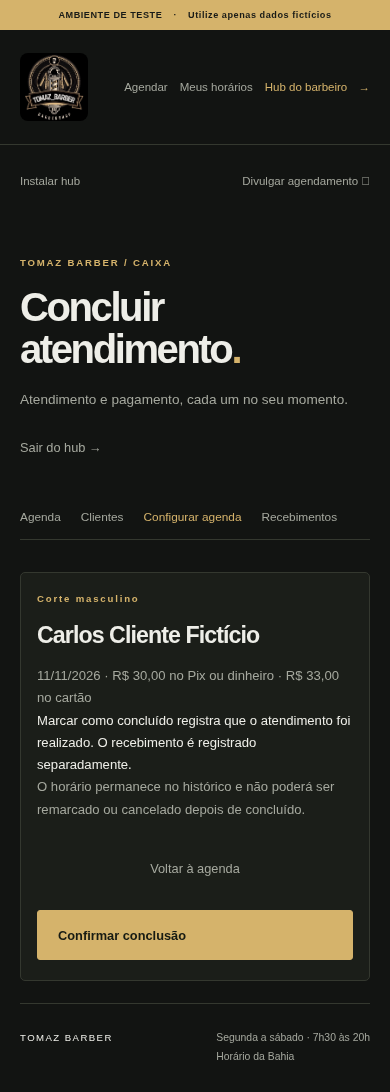 AMBIENTE DE TESTE · Utilize apenas dados fictícios
TOMAZ_BARBER
Agendar Meus horários Hub do barbeiro →
Instalar hub Divulgar agendamento
TOMAZ BARBER / CAIXA
Concluir
atendimento.
Atendimento e pagamento, cada um no seu momento.
Sair do hub →
Agenda Clientes Configurar agenda Recebimentos
Corte masculino
Carlos Cliente Fictício
11/11/2026 · R$ 30,00 no Pix ou dinheiro · R$ 33,00
no cartão
Marcar como concluído registra que o atendimento foi
realizado. O recebimento é registrado
separadamente.
O horário permanece no histórico e não poderá ser
remarcado ou cancelado depois de concluído.
Voltar à agenda
Confirmar conclusão
TOMAZ BARBER Segunda a sábado · 7h30 às 20h
Horário da Bahia